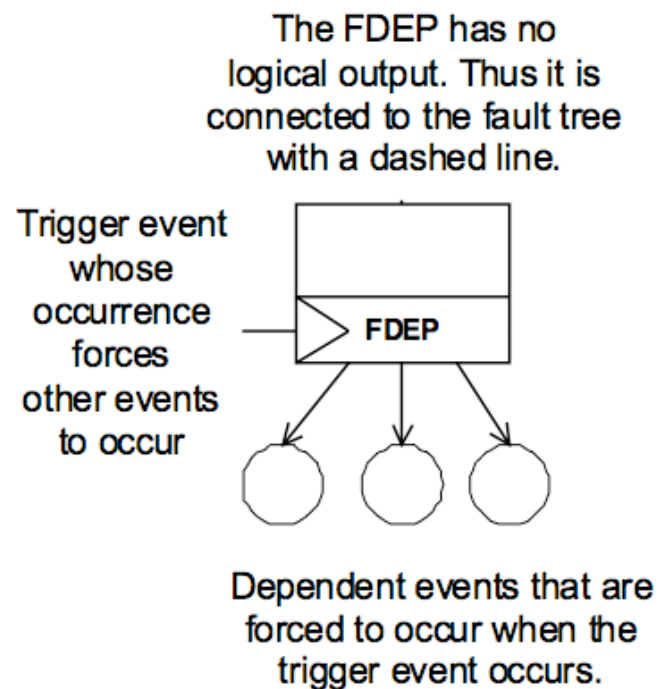 The FDEP has no
logical output. Thus it is
connected to the fault tree
with a dashed line.
Trigger event
whose
occurrence
forces
other events
to occur
FDEP
Dependent events that are
forced to occur when the
trigger event occurs.